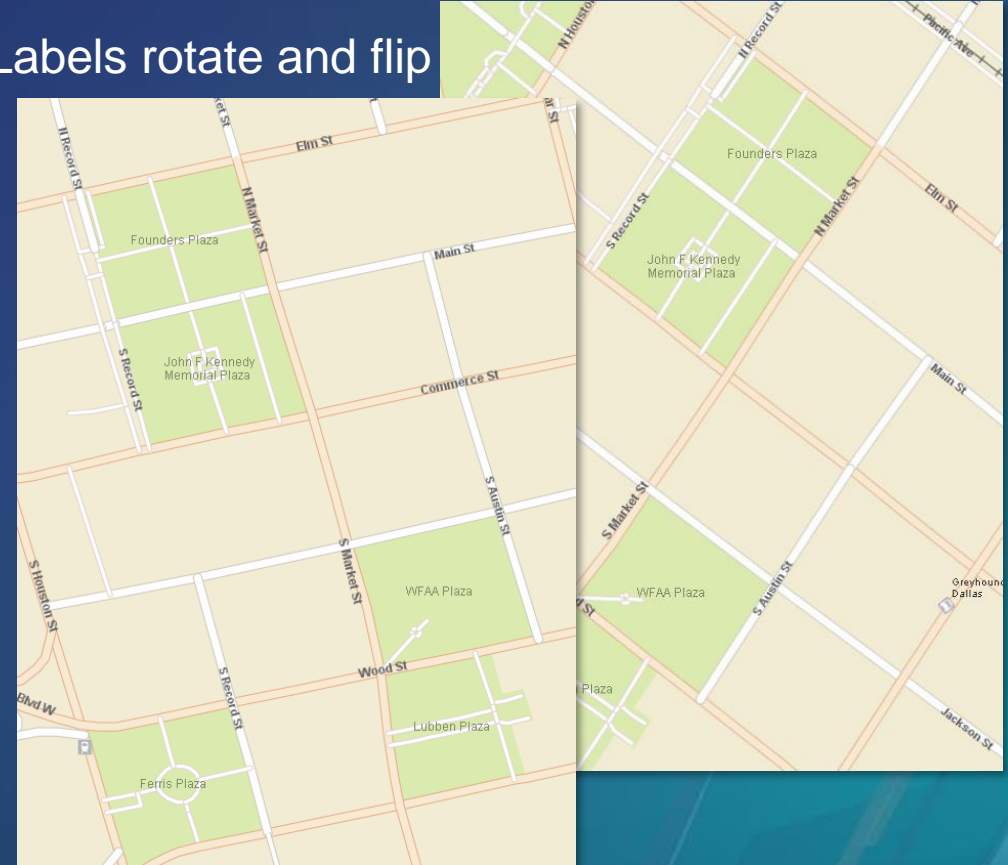 Labels rotate and flip
N Record St
Elm St
N Market St
Founders Plaza
Main St
S Record St
John F Kennedy
Memorial Plaza
Commerce St
S Austin St
S Market St
S Houston St
WFAA Plaza
Wood St
S Record St
Blvd W
Lubben Plaza
Ferris Plaza
N Record St
Pacific Ave
Founders Plaza
Elm St
N Market St
S Record St
John F Kennedy
Memorial Plaza
Main St
S Market St
S Austin St
WFAA Plaza
Dallas
Plaza
Jackson St